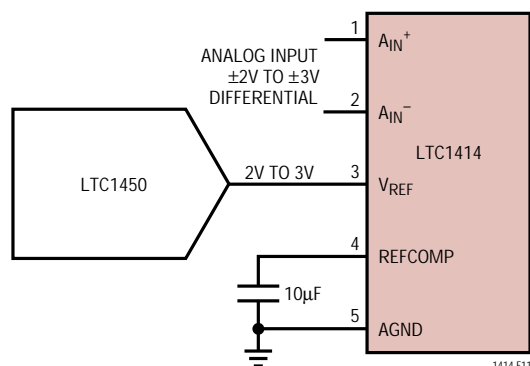 1
A_IN+
ANALOG INPUT
±2V TO ±3V
DIFFERENTIAL
2
A_IN–
LTC1414
LTC1450
2V TO 3V
3
V_REF
4
REFCOMP
10µF
5
AGND
1414 F11